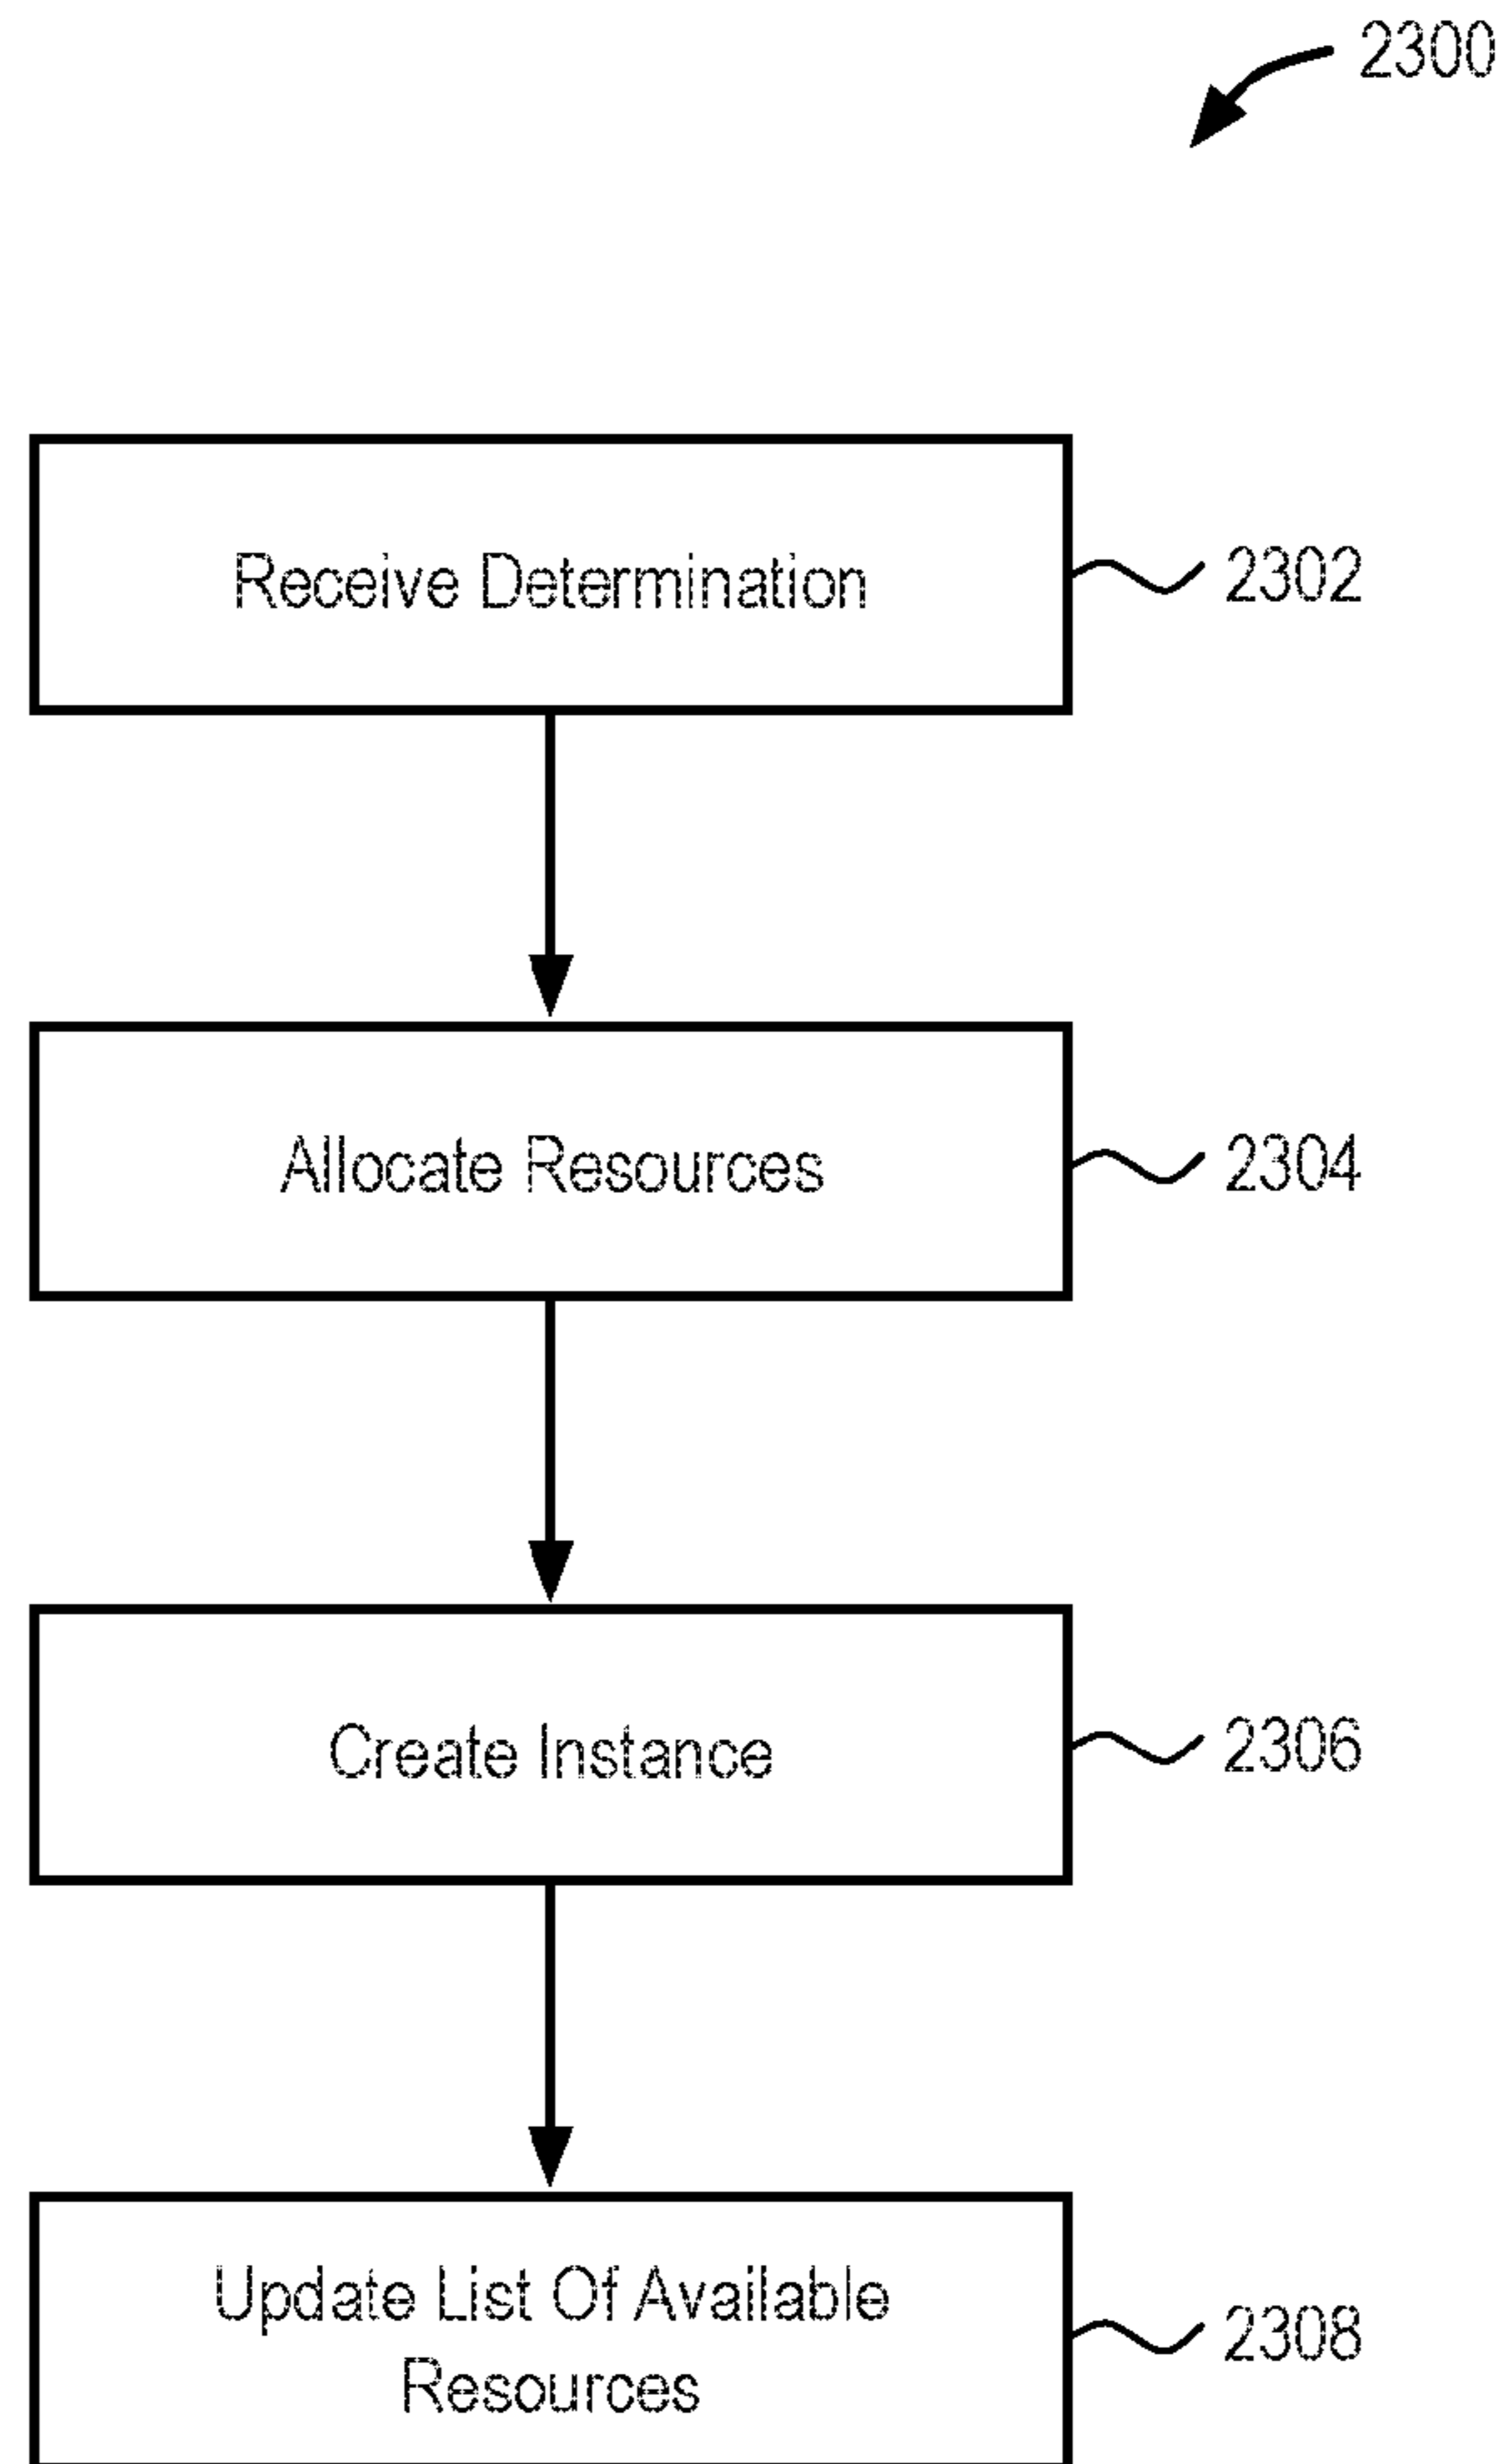 2300
Receive Determination
2302
Allocate Resources
2304
Create Instance
2306
Update List Of Available
Resources
2308